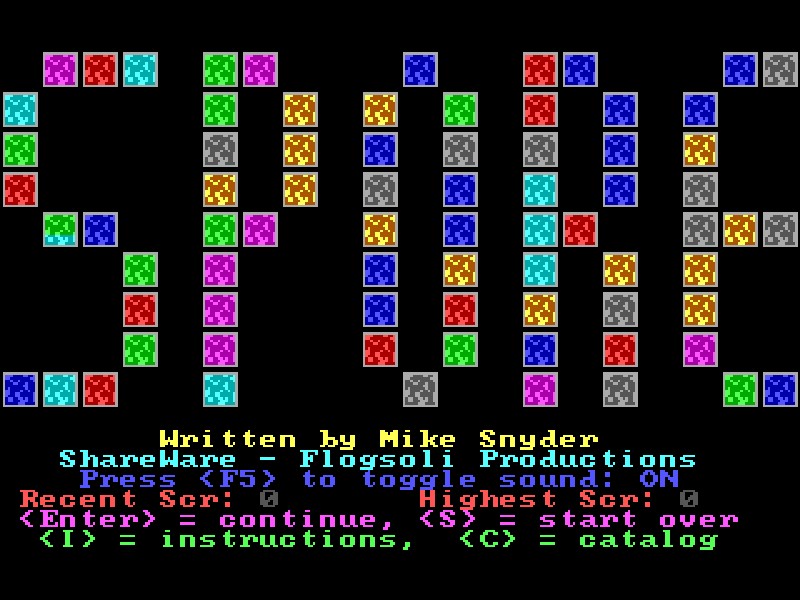 SPORE
Written by Mike Snyder
ShareWare - Flogsoli Productions
Press <F5> to toggle sound: ON
Recent Scr: 0 Highest Scr: 0
<Enter> = continue, <S> = start over
<I> = instructions, <C> = catalog